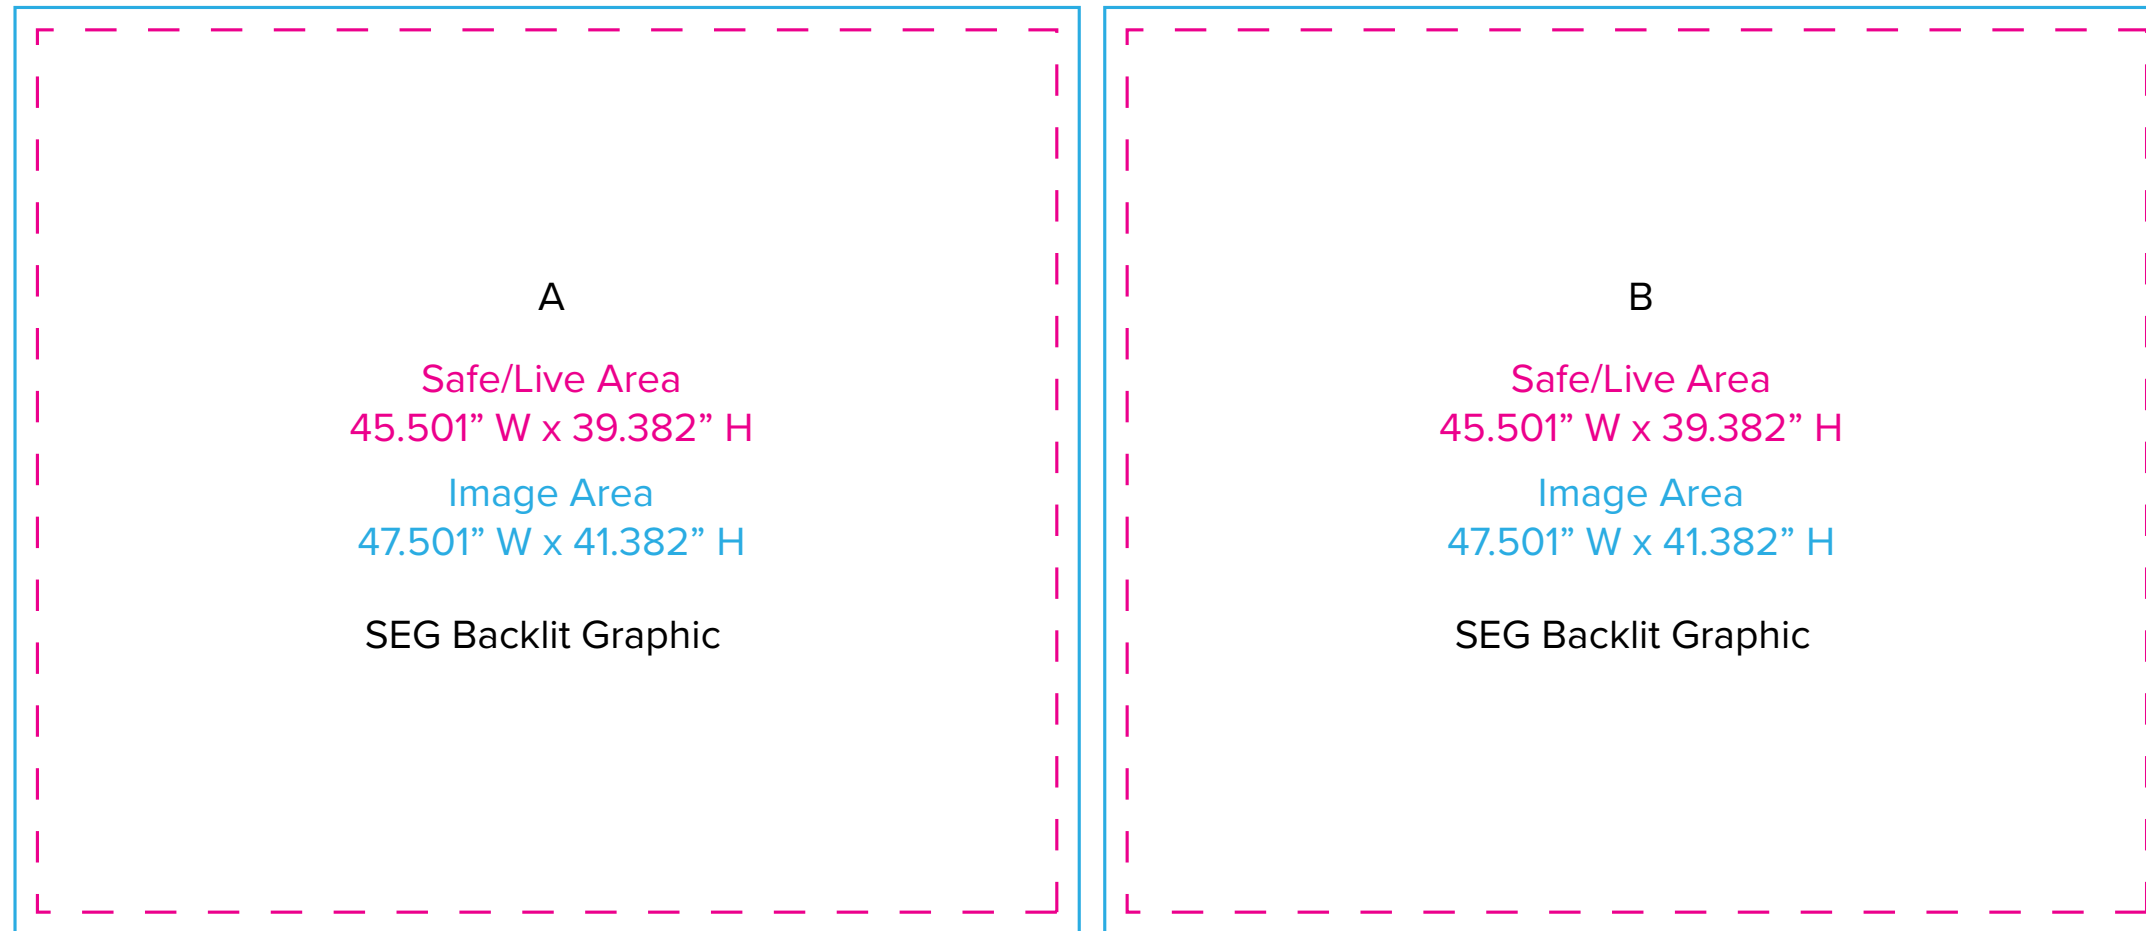 A
Safe/Live Area
45.501” W x 39.382” H
Image Area
47.501” W x 41.382” H
SEG Backlit Graphic
B
Safe/Live Area
45.501” W x 39.382” H
Image Area
47.501” W x 41.382” H
SEG Backlit Graphic